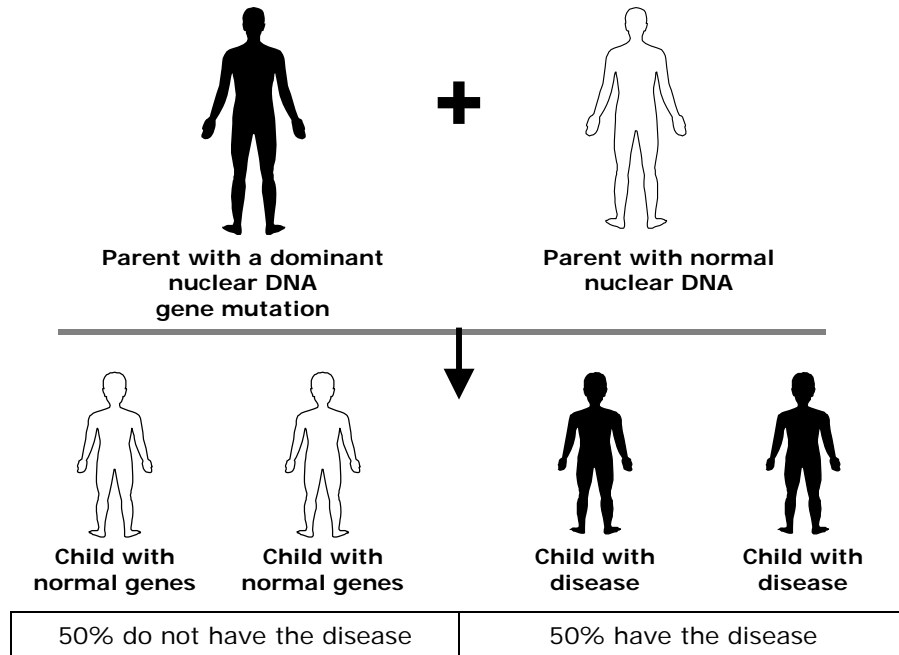 Parent with a dominant
nuclear DNA
gene mutation
Parent with normal
nuclear DNA
Child with
normal genes
Child with
normal genes
Child with
disease
Child with
disease
50% do not have the disease
50% have the disease